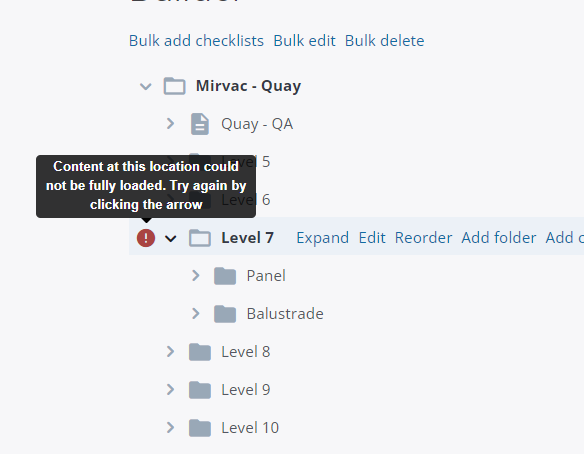 Bulk add checklists Bulk edit Bulk delete
Mirvac - Quay
Quay - QA
Content at this location could
not be fully loaded. Try again by
clicking the arrow
5
6
Level 7 Expand Edit Reorder Add folder Add
Panel
Balustrade
Level 8
Level 9
Level 10